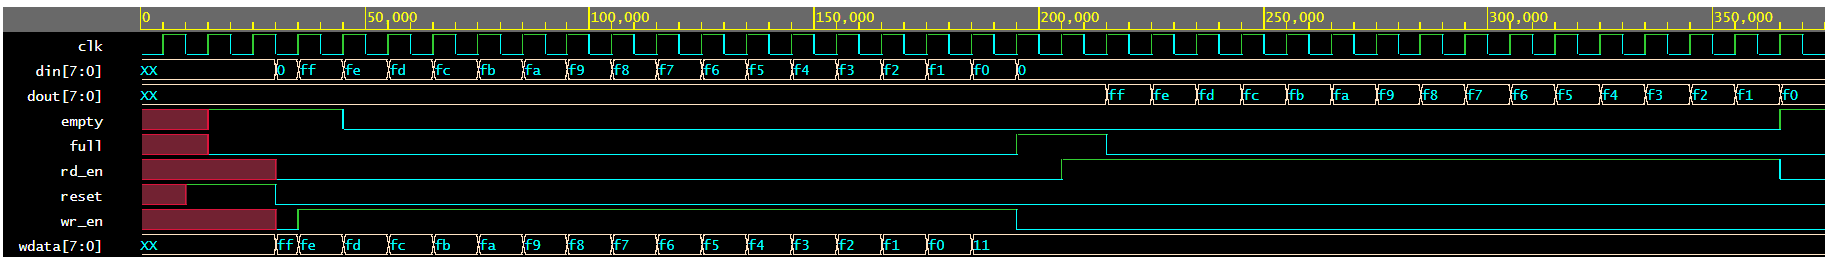 0 50,000 100,000 150,000 200,000 250,000 300,000 350,000
clk
din[7:0] XX 0 ff fe fd fc fb fa f9 f8 f7 f6 f5 f4 f3 f2 f1 f0 0
dout[7:0] XX ff fe fd fc fb fa f9 f8 f7 f6 f5 f4 f3 f2 f1 f0
empty
full
rd_en
reset
wr_en
wdata[7:0] XX ff fe fd fc fb fa f9 f8 f7 f6 f5 f4 f3 f2 f1 f0 11